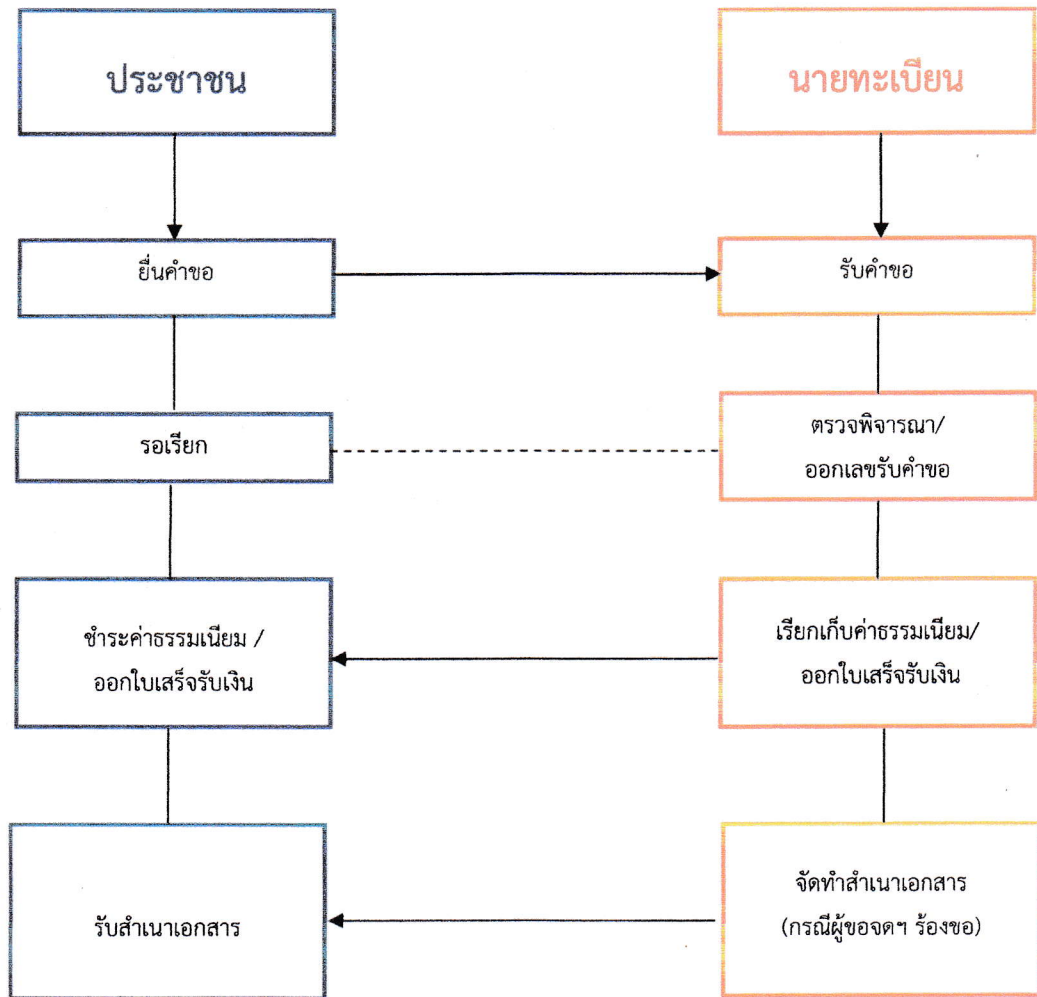 ประชาชน
นายทะเบียน
ยื่นคำขอ
รับคำขอ
รอเรียก
ตรวจพิจารณา/
ออกเลขรับคำขอ
ชำระค่าธรรมเนียม /
ออกใบเสร็จรับเงิน
เรียกเก็บค่าธรรมเนียม/
ออกใบเสร็จรับเงิน
รับสำเนาเอกสาร
จัดทำสำเนาเอกสาร
(กรณีผู้ขอจดฯ ร้องขอ)